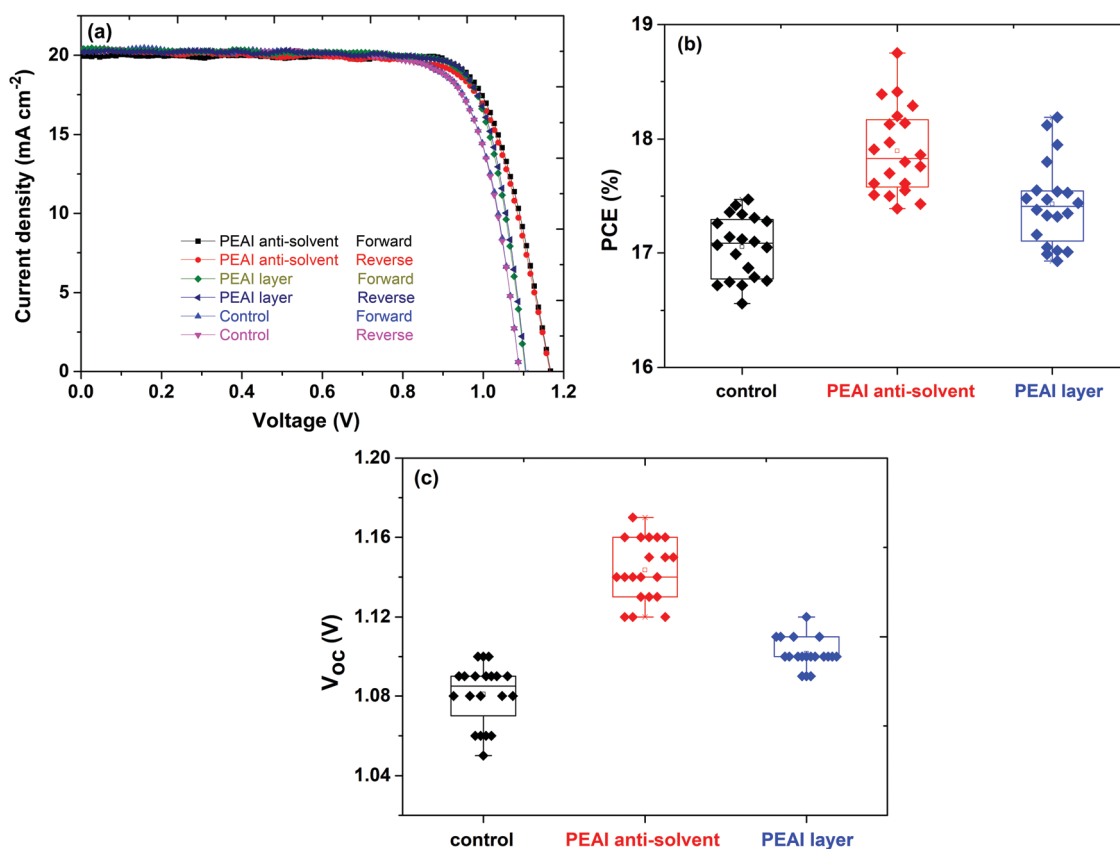 (a)
20
15
10
5
0
Current density (mA cm⁻²)
PEAI anti-solvent Forward
PEAI anti-solvent Reverse
PEAI layer Forward
PEAI layer Reverse
Control Forward
Control Reverse
0.0 0.2 0.4 0.6 0.8 1.0 1.2
Voltage (V)
(b)
19
18
17
16
PCE (%)
control PEAI anti-solvent PEAI layer
(c)
1.20
1.16
1.12
1.08
1.04
Voc (V)
control PEAI anti-solvent PEAI layer